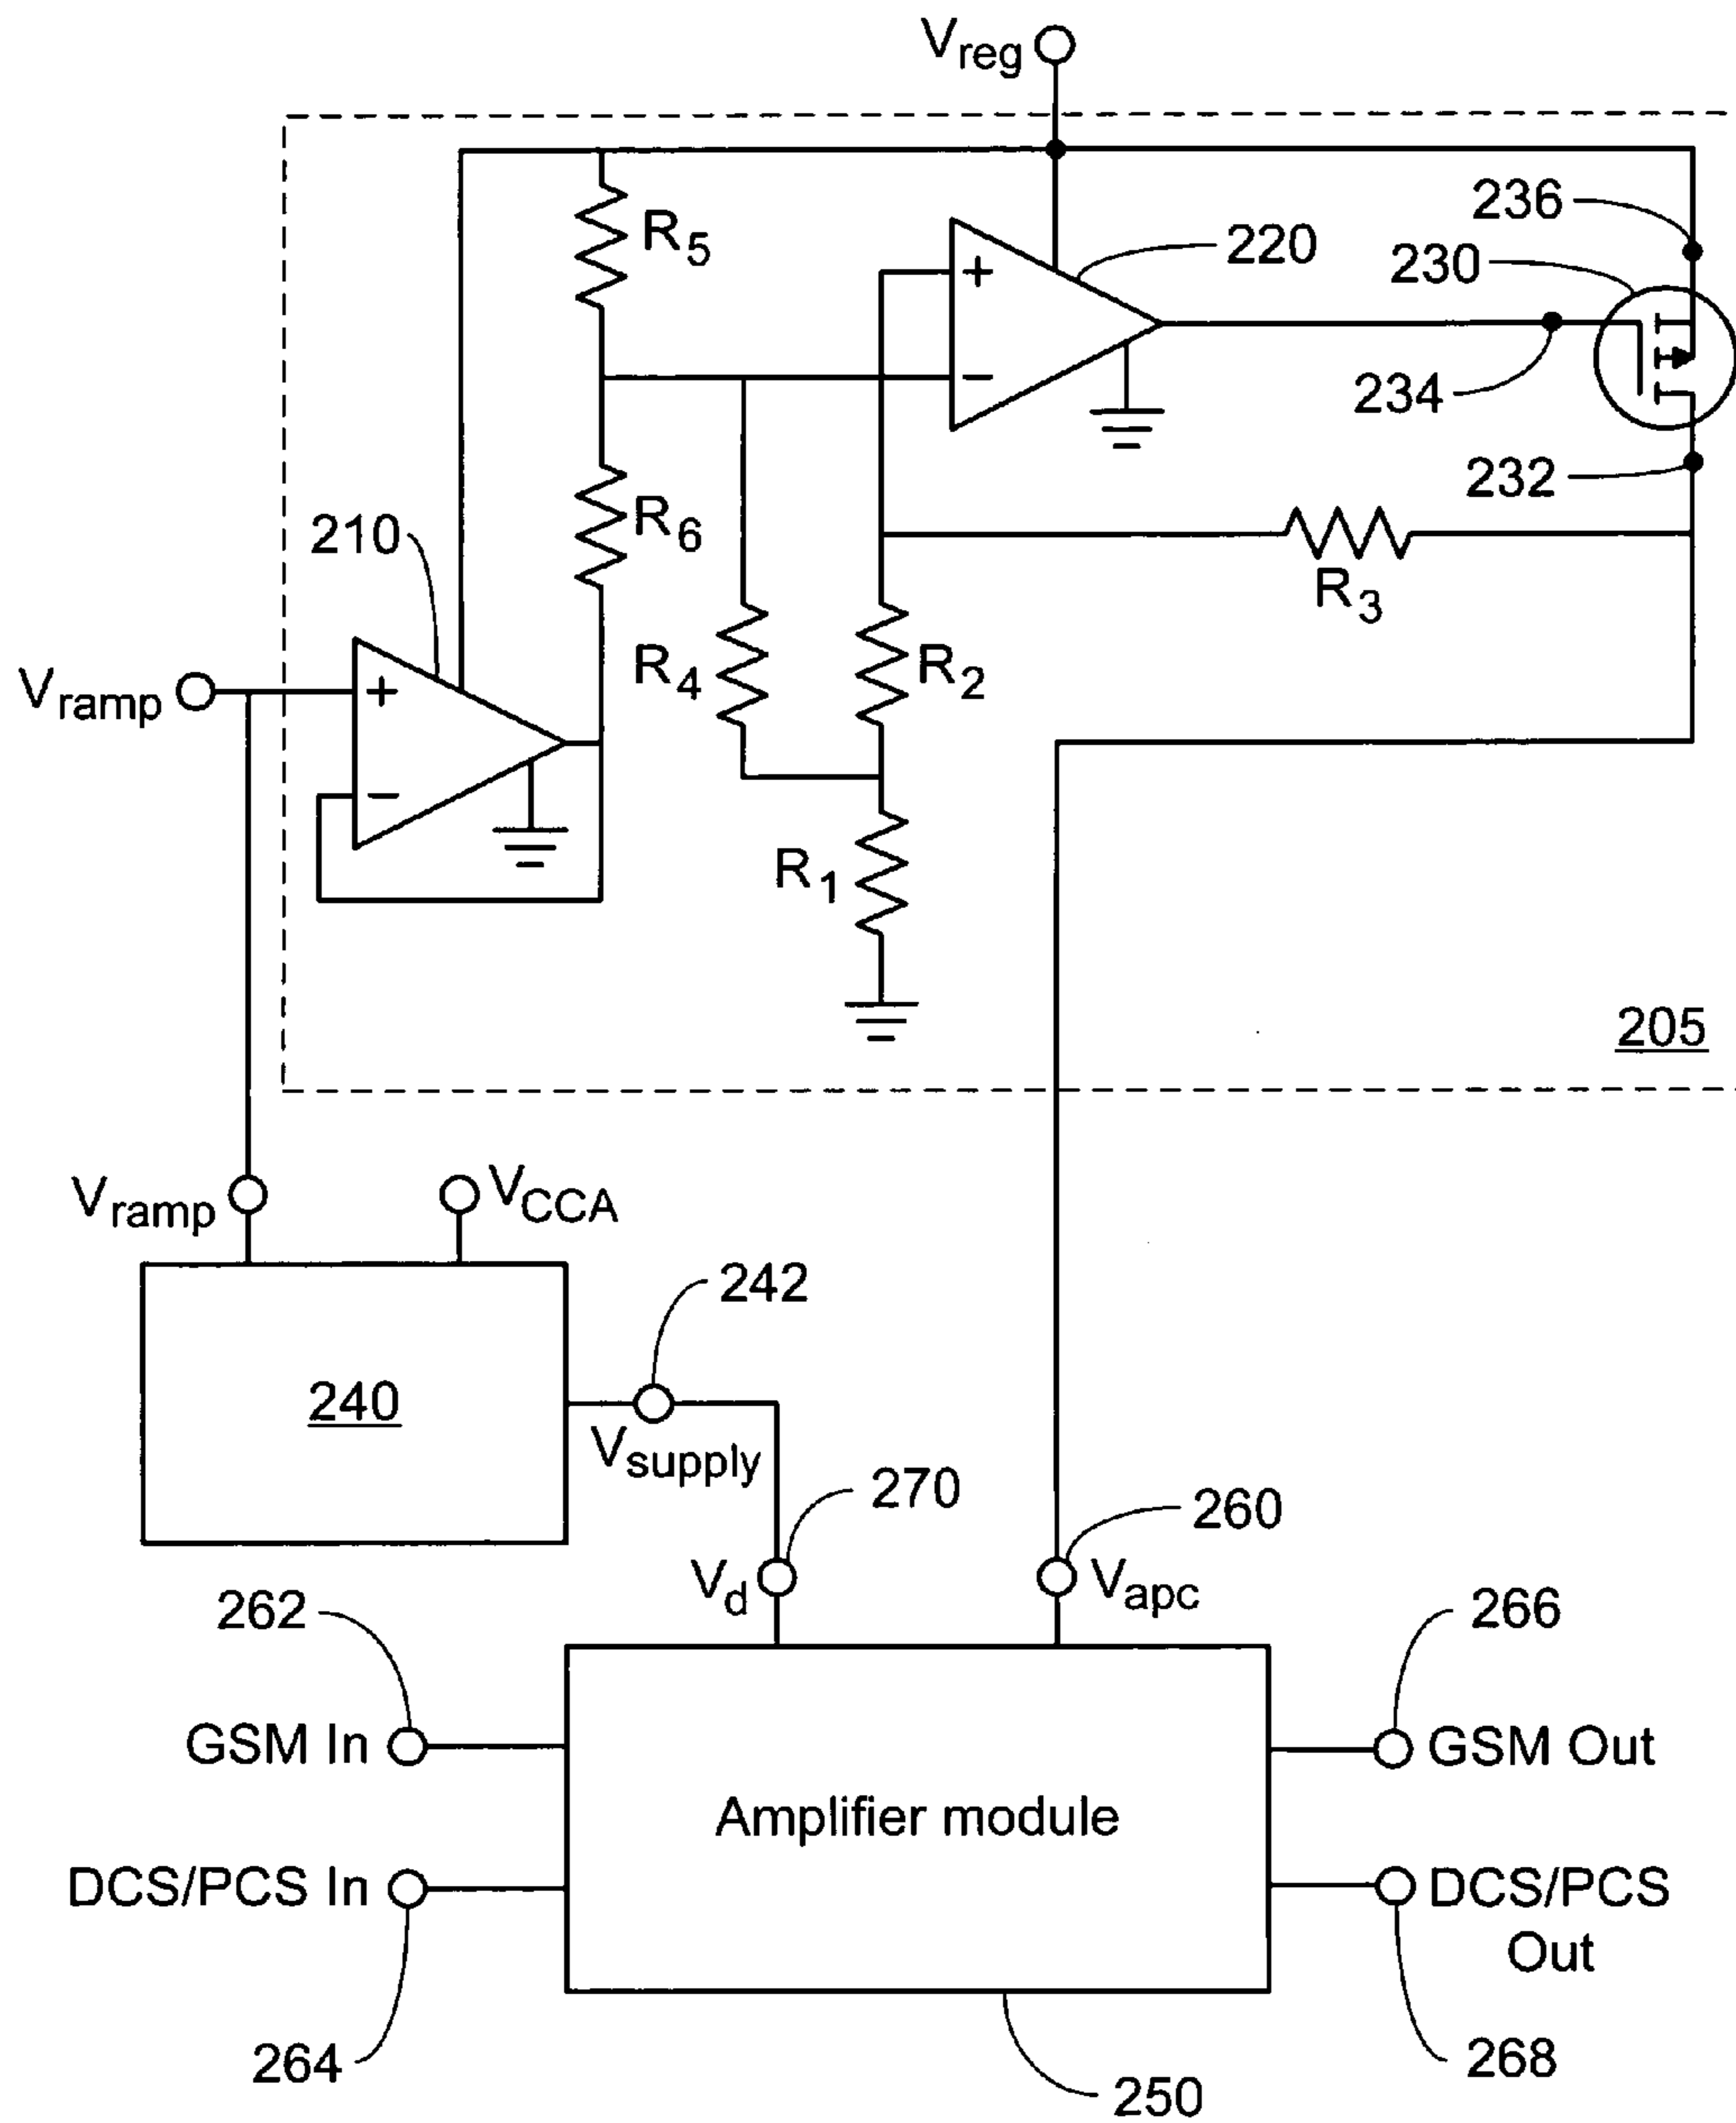 Vreg
236
R5
220
230
234
232
R6
210
R3
R4
R2
Vramp
+
−
+
−
R1
205
Vramp
VCCA
242
240
Vsupply
270
260
Vd
Vapc
262
266
GSM In
GSM Out
Amplifier module
DCS/PCS In
DCS/PCS
Out
264
268
250